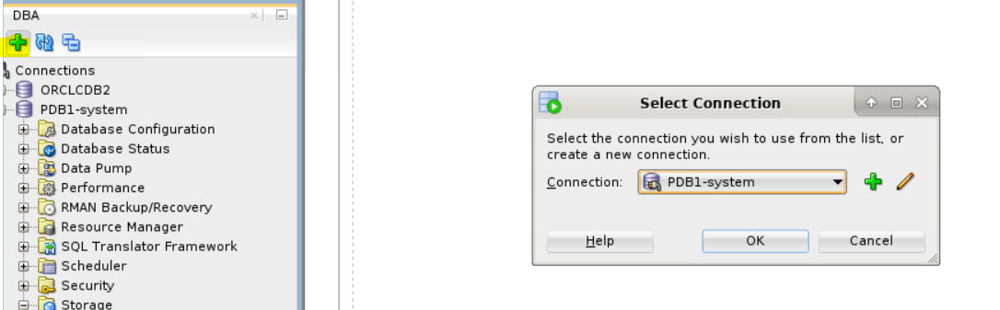 DBA
Connections
ORCLCDB2
PDB1-system
Database Configuration
Database Status
Data Pump
Performance
RMAN Backup/Recovery
Resource Manager
SQL Translator Framework
Scheduler
Security
Storage
Select Connection
Select the connection you wish to use from the list, or
create a new connection.
Connection: PDB1-system
Help OK Cancel